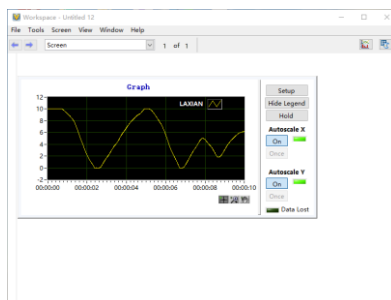 Workspace - Untitled 12
File Tools Screen View Window Help
Screen 1 of 1
Graph
LAXIAN
12
10
8
6
4
2
0
-2
00:00:00 00:00:02 00:00:04 00:00:06 00:00:08 00:00:10
Setup
Hide Legend
Hold
Autoscale X
On
Once
Autoscale Y
On
Once
Data Lost